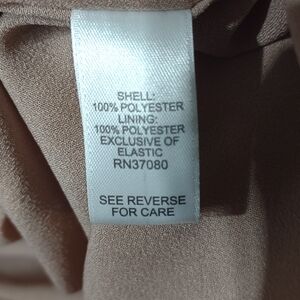 SHELL:
100% POLYESTER
LINING:
100% POLYESTER
EXCLUSIVE OF
ELASTIC
RN37080
SEE REVERSE
FOR CARE